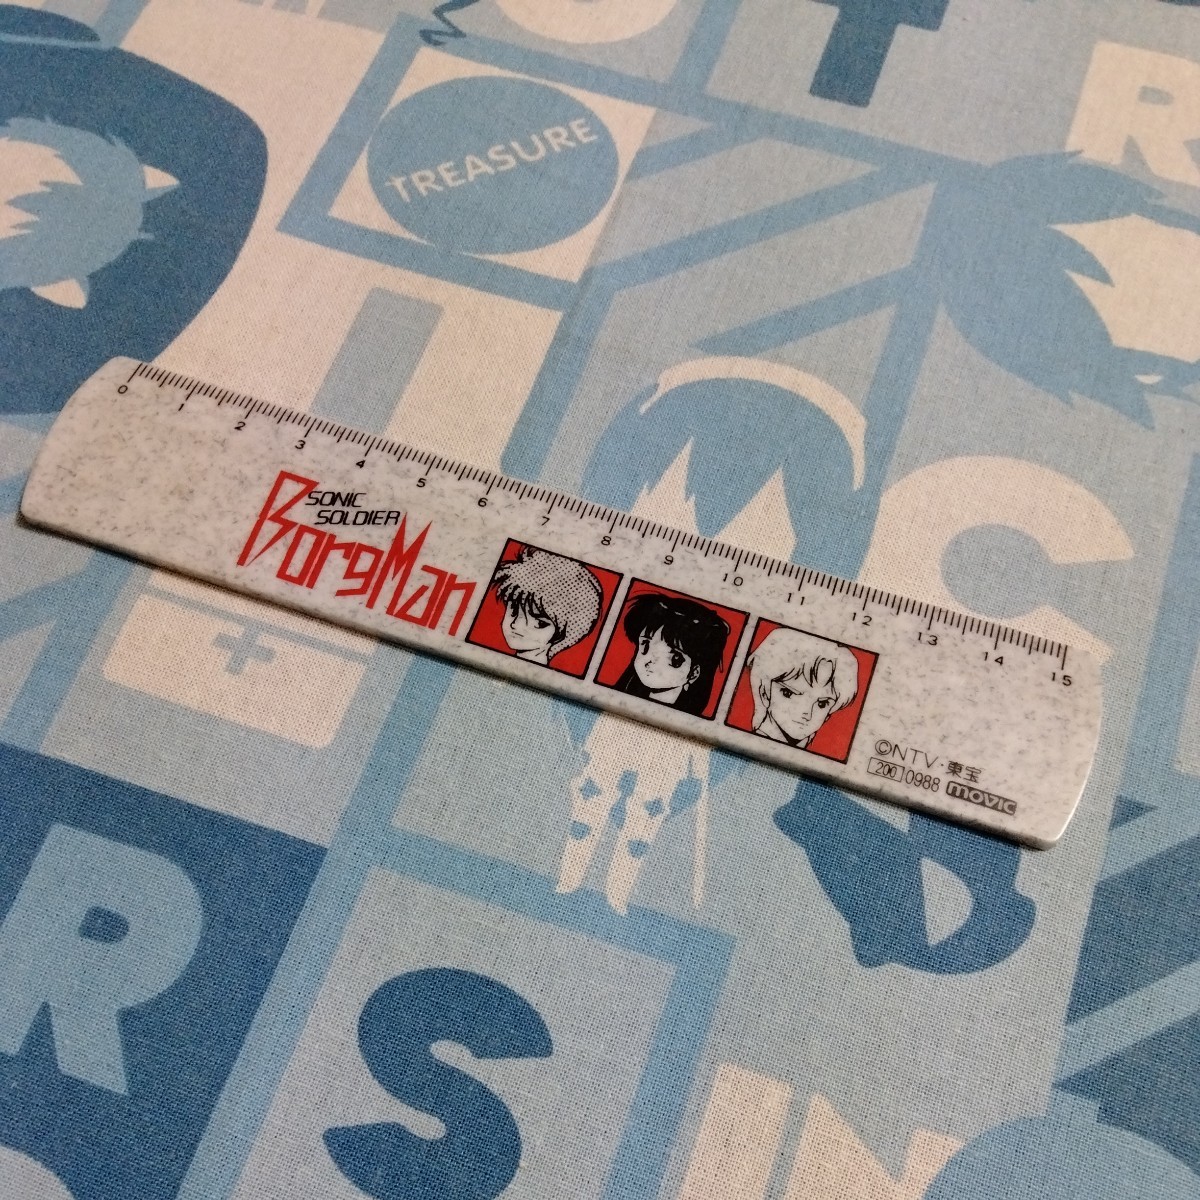 TREASURE
0 1 2 3 4 5 6 7 8 9 10 11 12 13 14 15
SONIC
SOLDIER
BorgMan
©NTV・東宝
200 0988 movic
R
C
R
S
IN